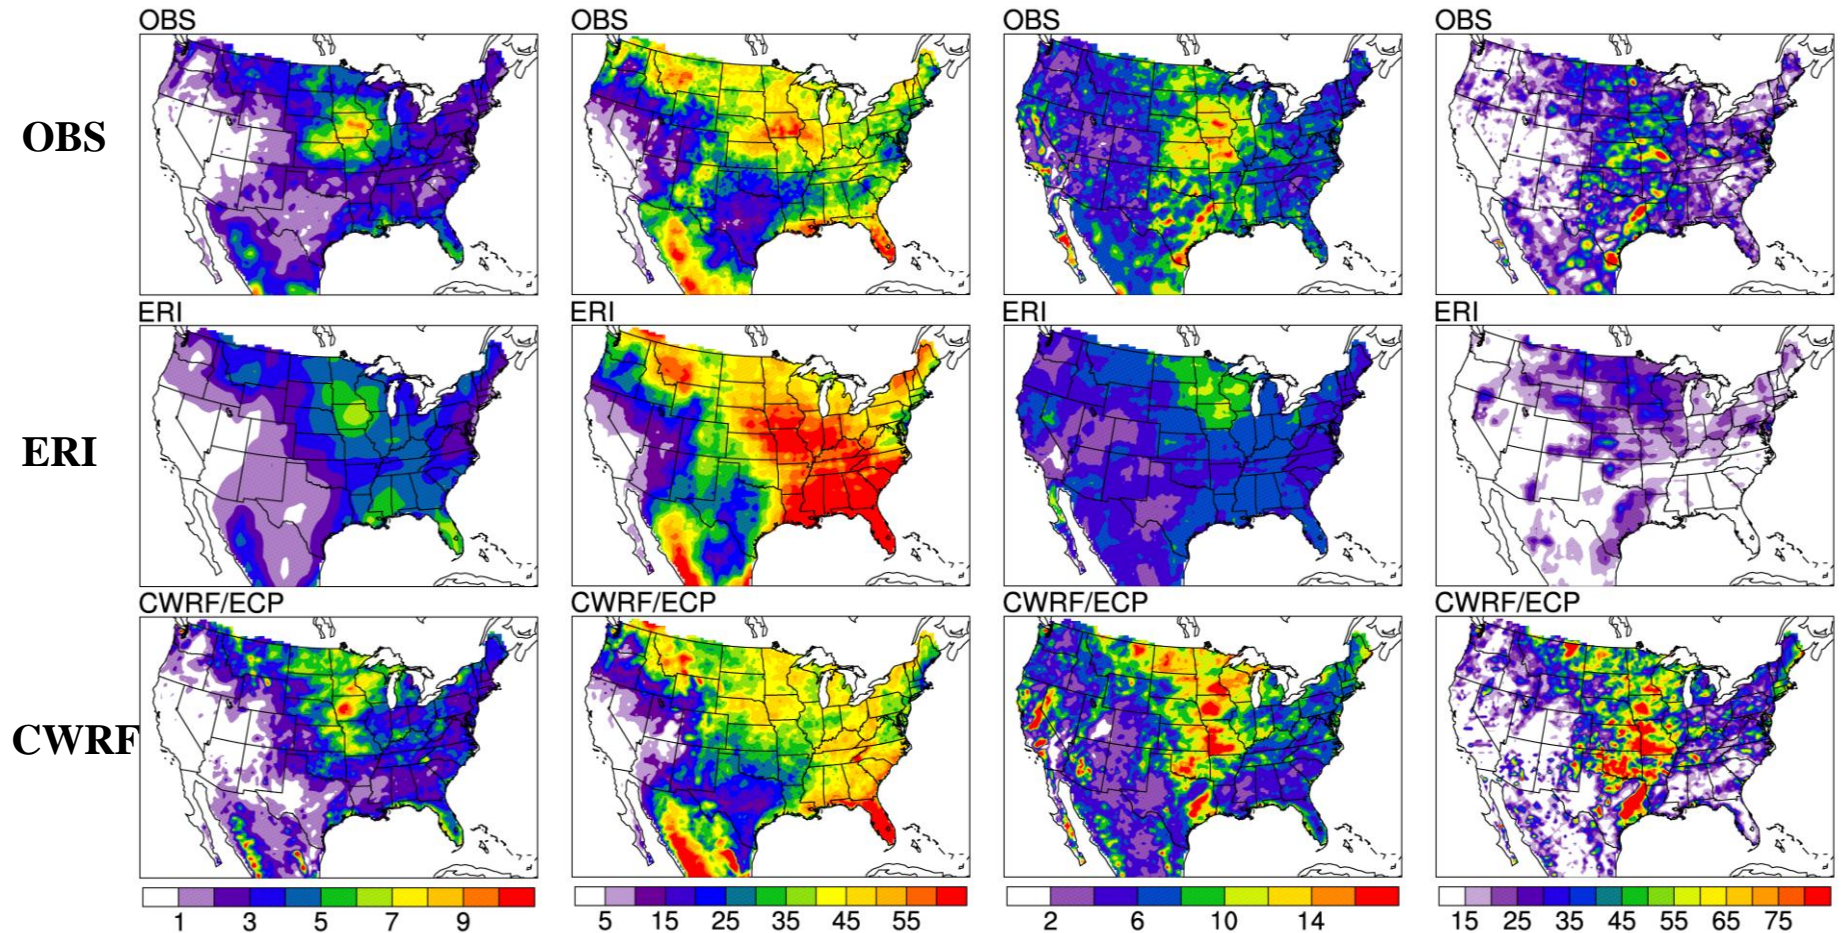 OBS OBS OBS OBS
OBS
ERI ERI ERI ERI
ERI
CWRF/ECP CWRF/ECP CWRF/ECP CWRF/ECP
CWRF
1 3 5 7 9 5 15 25 35 45 55 2 6 10 14 15 25 35 45 55 65 75